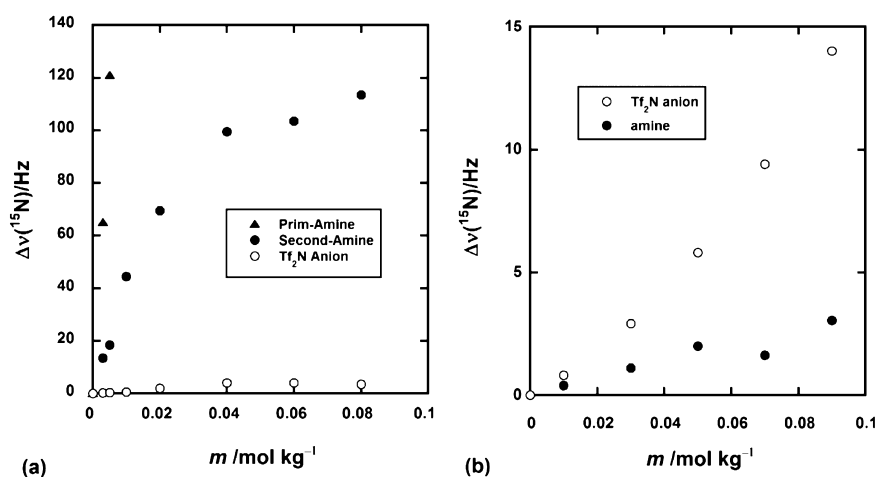 140
120
100
80
60
40
20
0
Δν(¹⁵N)/Hz
▲ Prim-Amine
● Second-Amine
○ Tf₂N Anion
0 0.02 0.04 0.06 0.08 0.1
m /mol kg⁻¹
(a)
15
10
5
0
Δν(¹⁵N)/Hz
○ Tf₂N anion
● amine
0 0.02 0.04 0.06 0.08 0.1
m /mol kg⁻¹
(b)